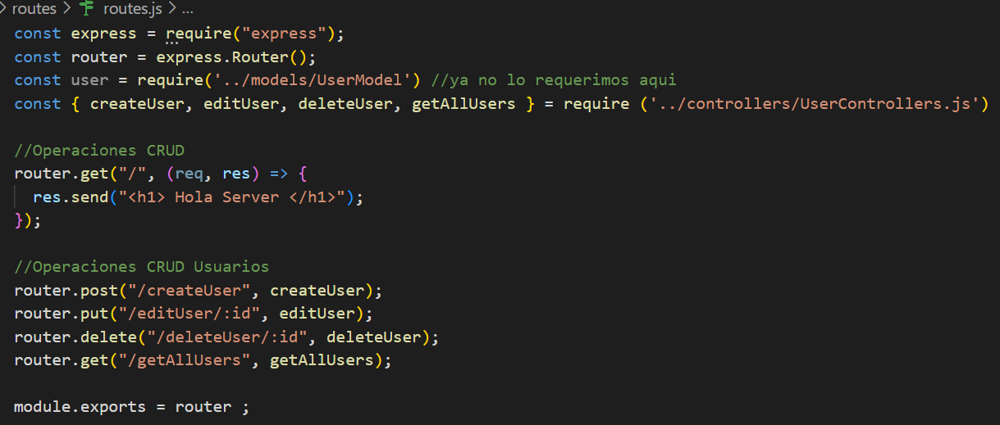 routes > routes.js > ...
const express = require("express");
const router = express.Router();
const user = require('../models/UserModel') //ya no lo requerimos aqui
const { createUser, editUser, deleteUser, getAllUsers } = require ('../controllers/UserControllers.js')
//Operaciones CRUD
router.get("/", (req, res) => {
res.send("<h1> Hola Server </h1>");
});
//Operaciones CRUD Usuarios
router.post("/createUser", createUser);
router.put("/editUser/:id", editUser);
router.delete("/deleteUser/:id", deleteUser);
router.get("/getAllUsers", getAllUsers);
module.exports = router ;